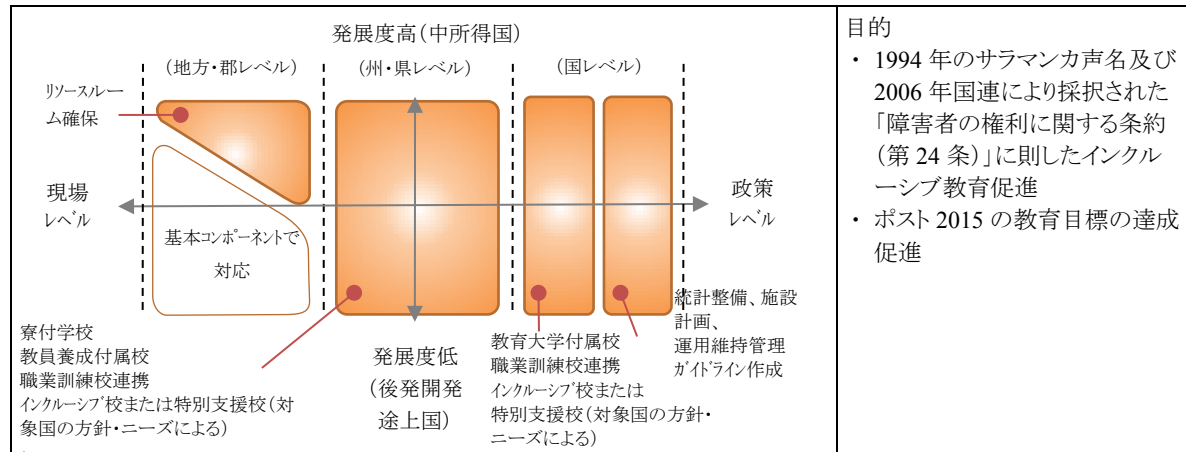 発展度高(中所得国)
(地方・郡レベル)
(州・県レベル)
(国レベル)
リソースルー
ム確保
現場
レベル
基本コンポーネントで
対応
政策
レベル
寮付学校
教員養成付属校
職業訓練校連携
インクルーシブ校または特別支援校(対
象国の方針・ニーズによる)
発展度低
(後発開発
途上国)
教育大学付属校
職業訓練校連携
インクルーシブ校または
特別支援校(対象国の方針・
ニーズによる)
統計整備、施設
計画、
運用維持管理
ガイドライン作成
目的
・ 1994 年のサラマンカ声名及び
2006 年国連により採択された
「障害者の権利に関する条約
(第 24 条)」に則したインクル
ーシブ教育促進
・ ポスト 2015 の教育目標の達成
促進